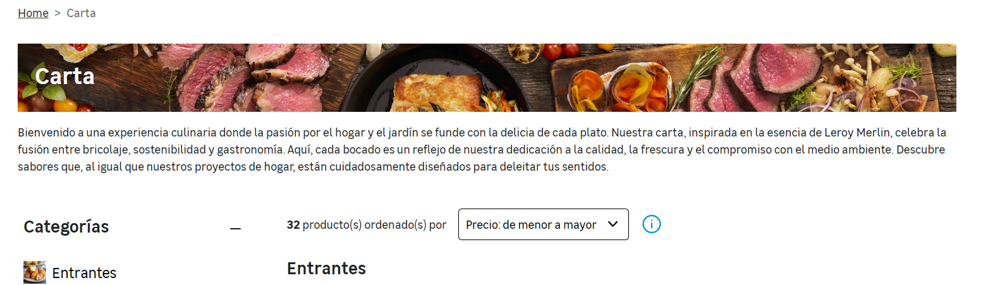 Home > Carta
Carta
Bienvenido a una experiencia culinaria donde la pasión por el hogar y el jardín se funde con la delicia de cada plato. Nuestra carta, inspirada en la esencia de Leroy Merlin, celebra la
fusión entre bricolaje, sostenibilidad y gastronomía. Aquí, cada bocado es un reflejo de nuestra dedicación a la calidad, la frescura y el compromiso con el medio ambiente. Descubre
sabores que, al igual que nuestros proyectos de hogar, están cuidadosamente diseñados para deleitar tus sentidos.
Categorías
32 producto(s) ordenado(s) por Precio: de menor a mayor
Entrantes
Entrantes